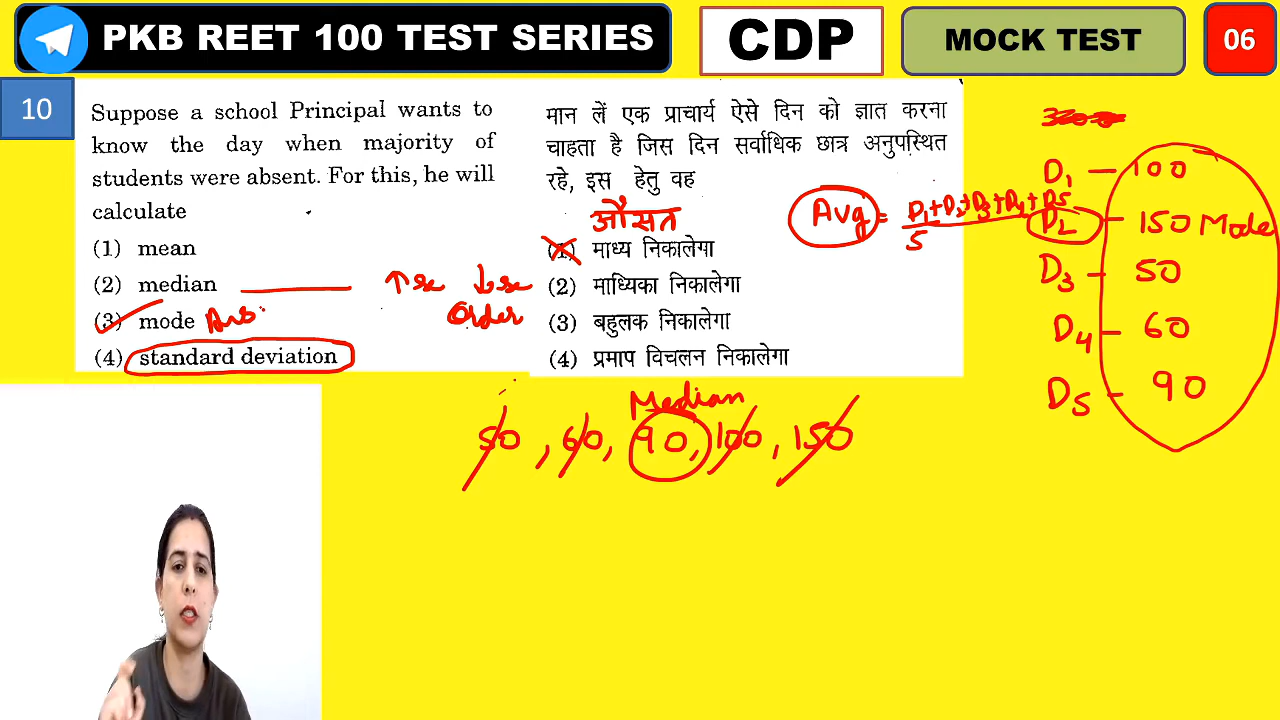 PKB REET 100 TEST SERIES
CDP
MOCK TEST
06
10
Suppose a school Principal wants to
know the day when majority of
students were absent. For this, he will
calculate
(1) mean
(2) median
(3) mode Ans
(4) standard deviation
मान लें एक प्राचार्य ऐसे दिन को ज्ञात करना
चाहता है जिस दिन सर्वाधिक छात्र अनुपस्थित
रहे, इस हेतु वह
औसत
(1) माध्य निकालेगा
(2) माध्यिका निकालेगा
(3) बहुलक निकालेगा
(4) प्रमाप विचलन निकालेगा
↑se ↓se
Order
Avg = D1+D2+D3+D4+D5
5
D1 – 100
D2 – 150 Mode
D3 – 50
D4 – 60
D5 – 90
Median
50, 60, 90, 100, 150